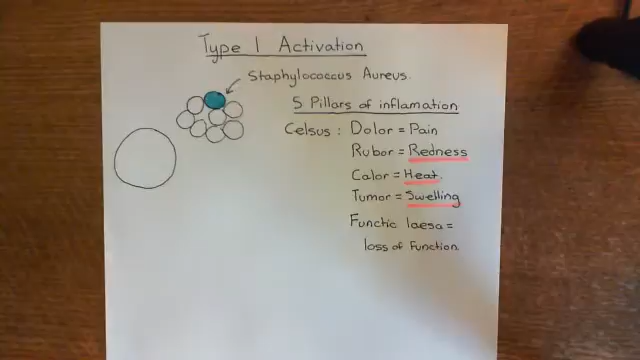 Type 1 Activation
Staphylococcus Aureus.
5 Pillars of inflamation
Celsus : Dolor = Pain
Rubor = Redness
Calor = Heat.
Tumor = Swelling
Functic laesa =
loss of Function.